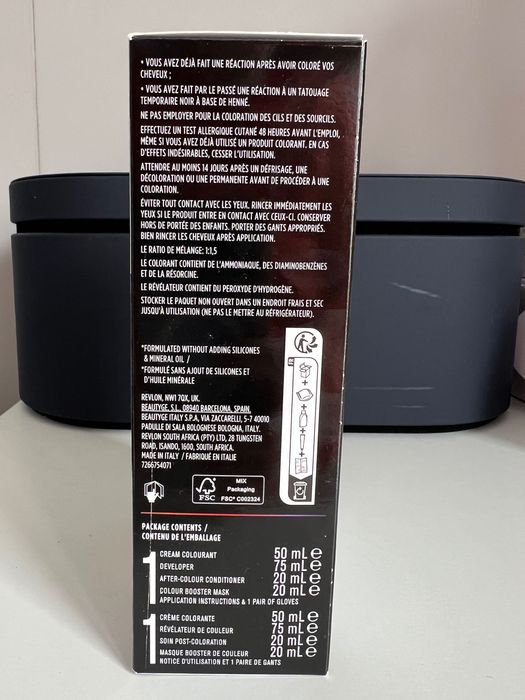 • VOUS AVEZ DÉJÀ FAIT UNE RÉACTION APRÈS AVOIR COLORÉ VOS
CHEVEUX ;
• VOUS AVEZ FAIT PAR LE PASSÉ UNE RÉACTION À UN TATOUAGE
TEMPORAIRE NOIR À BASE DE HENNÉ.
NE PAS EMPLOYER POUR LA COLORATION DES CILS ET DES SOURCILS.
EFFECTUEZ UN TEST ALLERGIQUE CUTANÉ 48 HEURES AVANT L'EMPLOI,
MÊME SI VOUS AVEZ DÉJÀ UTILISÉ UN PRODUIT COLORANT. EN CAS
D'EFFETS INDÉSIRABLES, CESSER L'UTILISATION.
ATTENDRE AU MOINS 14 JOURS APRÈS UN DÉFRISAGE, UNE
DÉCOLORATION OU UNE PERMANENTE AVANT DE PROCÉDER À UNE
COLORATION.
ÉVITER TOUT CONTACT AVEC LES YEUX. RINCER IMMÉDIATEMENT LES
YEUX SI LE PRODUIT ENTRE EN CONTACT AVEC CEUX-CI. CONSERVER
HORS DE PORTÉE DES ENFANTS. PORTER DES GANTS APPROPRIÉS.
BIEN RINCER LES CHEVEUX APRÈS APPLICATION.
LE RATIO DE MÉLANGE: 1:1,5
LE COLORANT CONTIENT DE L'AMMONIAQUE, DES DIAMINOBENZÈNES
ET DE LA RÉSORCINE.
LE RÉVÉLATEUR CONTIENT DU PEROXYDE D'HYDROGÈNE.
STOCKER LE PAQUET NON OUVERT DANS UN ENDROIT FRAIS ET SEC
JUSQU'À UTILISATION (NE PAS LE METTRE AU RÉFRIGÉRATEUR).
*FORMULATED WITHOUT ADDING SILICONES
& MINERAL OIL /
*FORMULÉ SANS AJOUT DE SILICONES ET
D'HUILE MINÉRALE
REVLON, NW1 7QX, UK.
BEAUTYGE, S.L. 08940 BARCELONA, SPAIN.
BEAUTYGE ITALY S.P.A, VIA ZACCARELLI, 5-7 40010
PADULLE DI SALA BOLOGNESE BOLOGNA, ITALY.
REVLON SOUTH AFRICA (PTY) LTD, 28 TUNGSTEN
ROAD, ISANDO, 1600, SOUTH AFRICA.
MADE IN ITALY / FABRIQUÉ EN ITALIE
7266754071
FSC
MIX
Packaging
FSC® C002324
PACKAGE CONTENTS /
CONTENU DE L'EMBALLAGE
1 CREAM COLOURANT 50 mL ℮
DEVELOPER 75 mL ℮
AFTER-COLOUR CONDITIONER 20 mL ℮
COLOUR BOOSTER MASK 20 mL ℮
APPLICATION INSTRUCTIONS & 1 PAIR OF GLOVES
1 CRÈME COLORANTE 50 mL ℮
RÉVÉLATEUR DE COULEUR 75 mL ℮
SOIN POST-COLORATION 20 mL ℮
MASQUE BOOSTER DE COULEUR 20 mL ℮
NOTICE D'UTILISATION ET 1 PAIRE DE GANTS